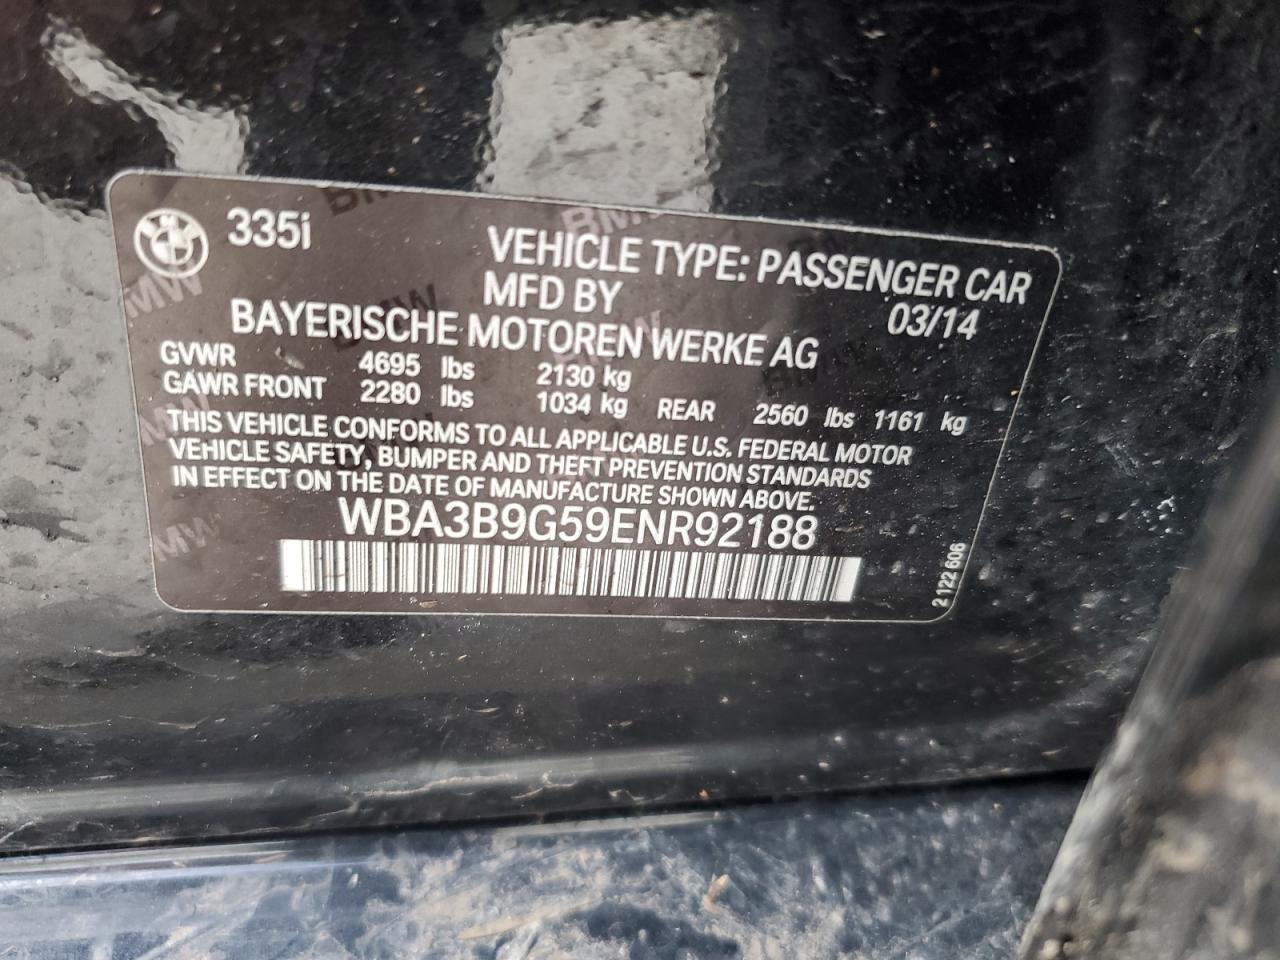 335i
VEHICLE TYPE: PASSENGER CAR
MFD BY 03/14
BAYERISCHE MOTOREN WERKE AG
GVWR 4695 lbs 2130 kg
GAWR FRONT 2280 lbs 1034 kg REAR 2560 lbs 1161 kg
THIS VEHICLE CONFORMS TO ALL APPLICABLE U.S. FEDERAL MOTOR
VEHICLE SAFETY, BUMPER AND THEFT PREVENTION STANDARDS
IN EFFECT ON THE DATE OF MANUFACTURE SHOWN ABOVE.
WBA3B9G59ENR92188
2 122 606